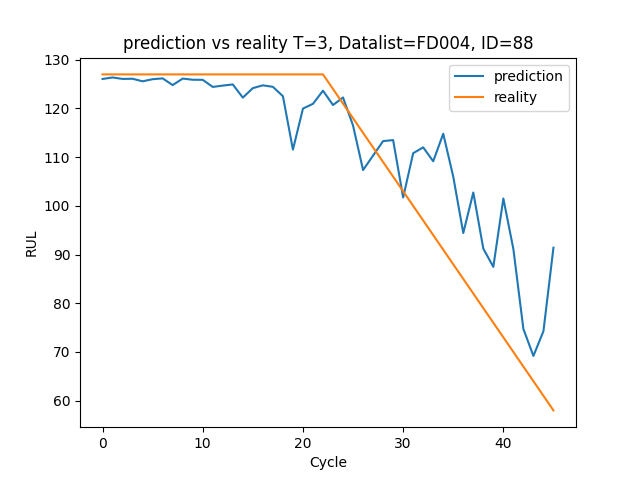 prediction vs reality T=3, Datalist=FD004, ID=88
prediction
reality
RUL
130
120
110
100
90
80
70
60
0 10 20 30 40
Cycle